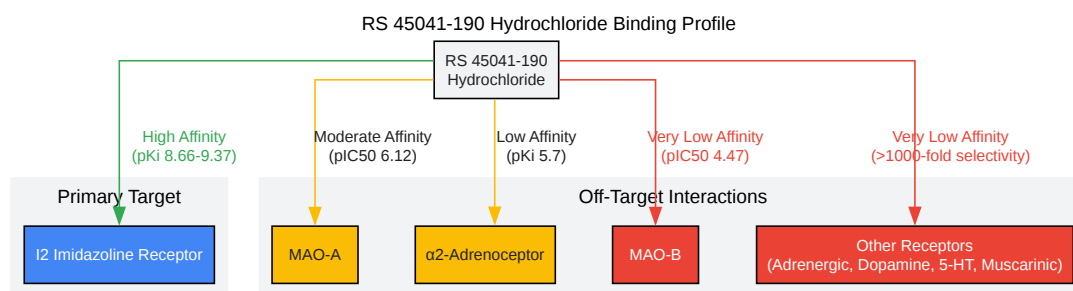 RS 45041-190 Hydrochloride Binding Profile
RS 45041-190
Hydrochloride
High Affinity
(pKi 8.66-9.37)
Moderate Affinity
(pIC50 6.12)
Low Affinity
(pKi 5.7)
Very Low Affinity
(pIC50 4.47)
Very Low Affinity
(>1000-fold selectivity)
Primary Target
Off-Target Interactions
I2 Imidazoline Receptor
MAO-A
α2-Adrenoceptor
MAO-B
Other Receptors
(Adrenergic, Dopamine, 5-HT, Muscarinic)